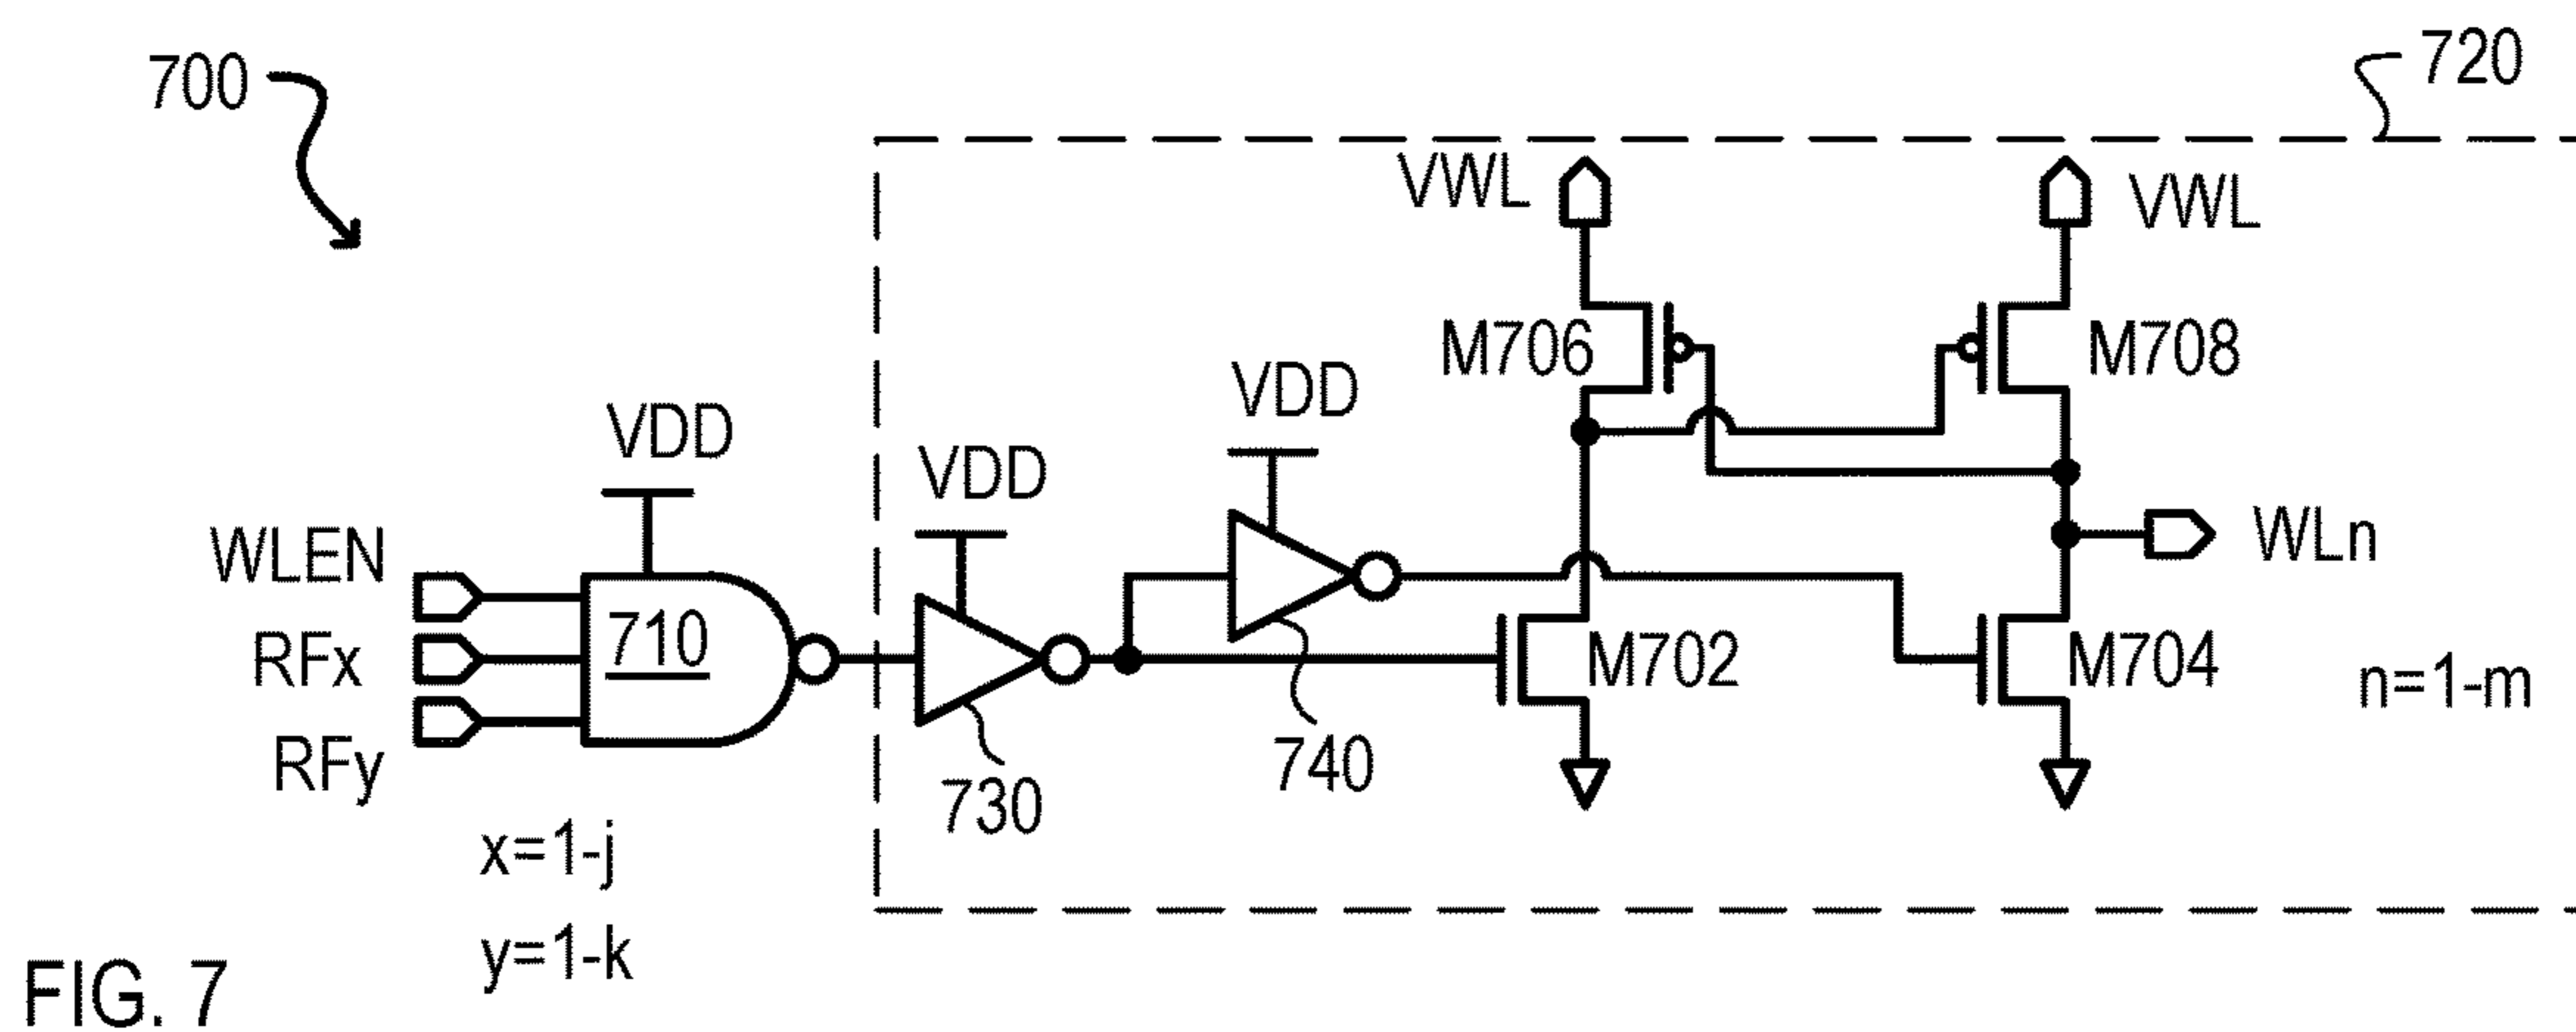 700
720
VWL
VWL
M706
M708
VDD
VDD
VDD
WLEN
710
RFx
RFy
WLn
M702
M704
n=1-m
730
740
x=1-j
y=1-k
FIG. 7